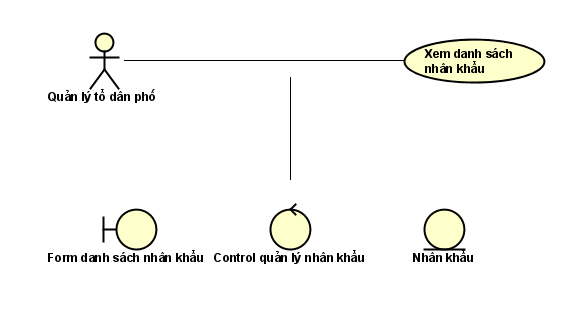 Xem danh sách
nhân khẩu
Quản lý tổ dân phố
Form danh sách nhân khẩu
Control quản lý nhân khẩu
Nhân khẩu